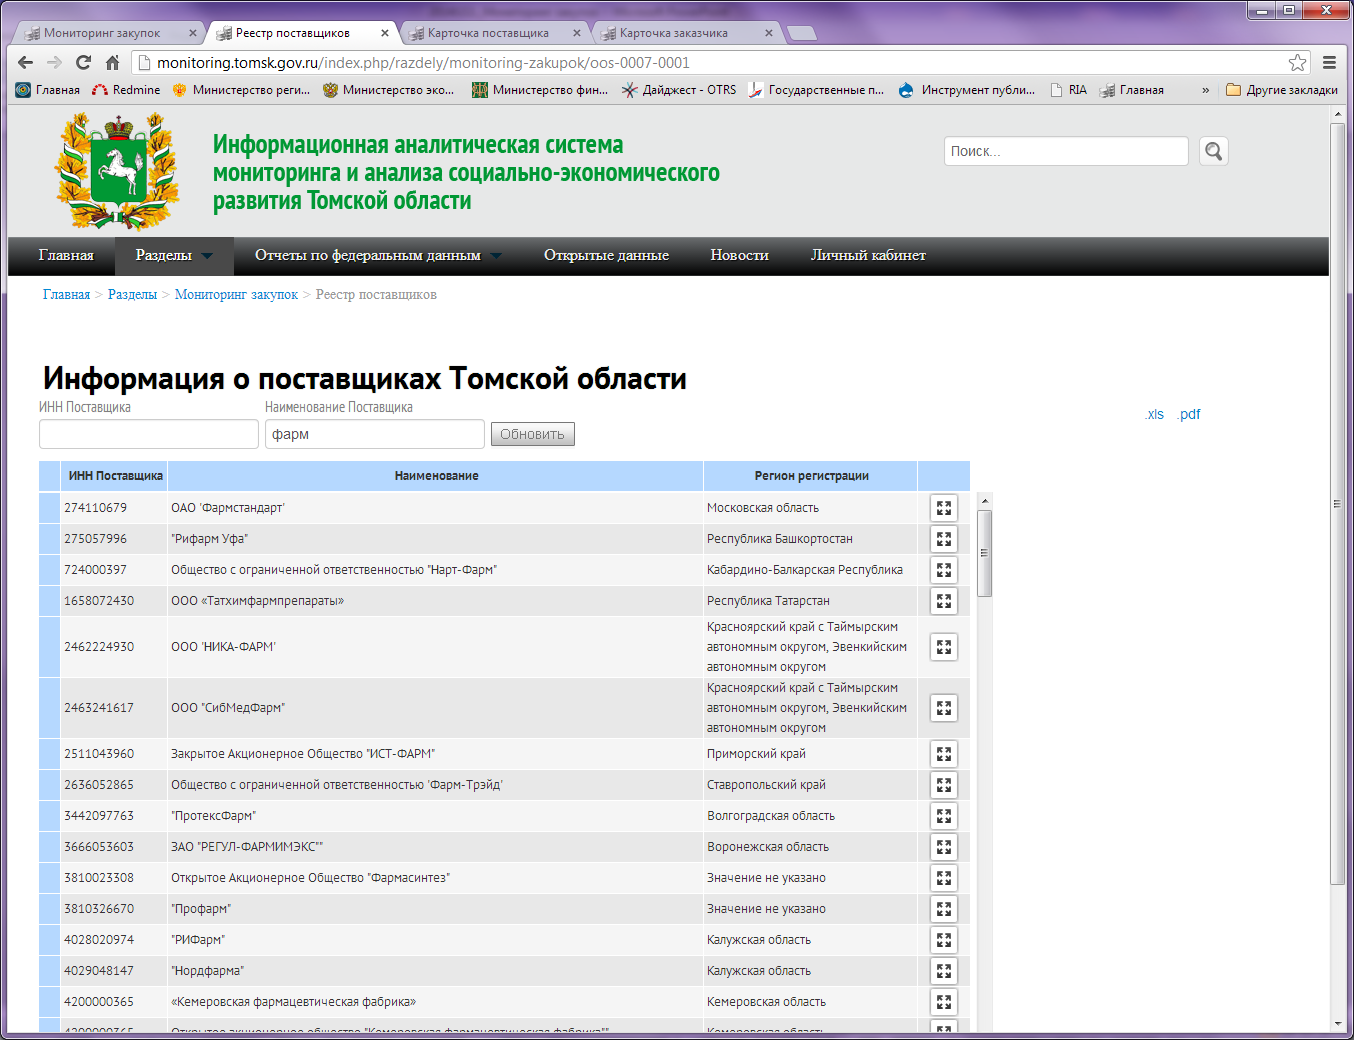 Мониторинг закупок
Реестр поставщиков
Карточка поставщика
Карточка заказчика
monitoring.tomsk.gov.ru/index.php/razdely/monitoring-zakupok/oos-0007-0001
Главная
Redmine
Министерство реги...
Министерство эко...
Министерство фин...
Дайджест - OTRS
Государственные п...
Инструмент публи...
RIA
Главная
»
Другие закладки
Информационная аналитическая система
мониторинга и анализа социально-экономического
развития Томской области
Поиск...
Главная
Разделы
Отчеты по федеральным данным
Открытые данные
Новости
Личный кабинет
Главная > Разделы > Мониторинг закупок > Реестр поставщиков
Информация о поставщиках Томской области
ИНН Поставщика
Наименование Поставщика
фарм
Обновить
.xls .pdf
ИНН Поставщика Наименование Регион регистрации
274110679 ОАО 'Фармстандарт' Московская область
275057996 "Рифарм Уфа" Республика Башкортостан
724000397 Общество с ограниченной ответственностью "Нарт-Фарм" Кабардино-Балкарская Республика
1658072430 ООО «Татхимфармпрепараты» Республика Татарстан
2462224930 ООО 'НИКА-ФАРМ' Красноярский край с Таймырским
автономным округом, Эвенкийским
автономным округом
2463241617 ООО "СибМедФарм" Красноярский край с Таймырским
автономным округом, Эвенкийским
автономным округом
2511043960 Закрытое Акционерное Общество "ИСТ-ФАРМ" Приморский край
2636052865 Общество с ограниченной ответственностью 'Фарм-Трэйд' Ставропольский край
3442097763 "ПротексФарм" Волгоградская область
3666053603 ЗАО "РЕГУЛ-ФАРМИМЭКС"" Воронежская область
3810023308 Открытое Акционерное Общество "Фармасинтез" Значение не указано
3810326670 "Профарм" Значение не указано
4028020974 "РИФарм" Калужская область
4029048147 "Нордфарма" Калужская область
4200000365 «Кемеровская фармацевтическая фабрика» Кемеровская область
4200000365 Открытое акционерное общество "Кемеровская фармацевтическая фабрика"" Кемеровская область